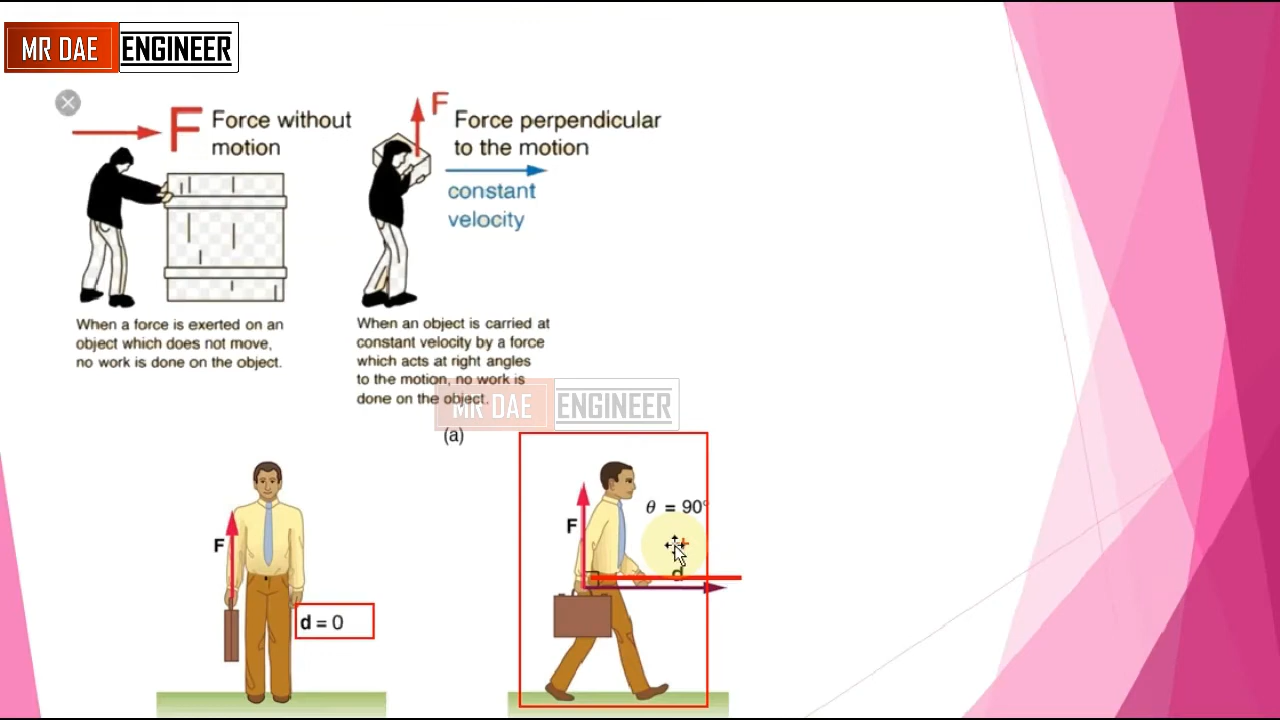 MR DAE ENGINEER
F Force without
motion
F
Force perpendicular
to the motion
constant
velocity
When a force is exerted on an
object which does not move,
no work is done on the object.
When an object is carried at
constant velocity by a force
which acts at right angles
to the motion, no work is
done on the object.
MR DAE ENGINEER
(a)
F
d = 0
θ = 90°
F
d